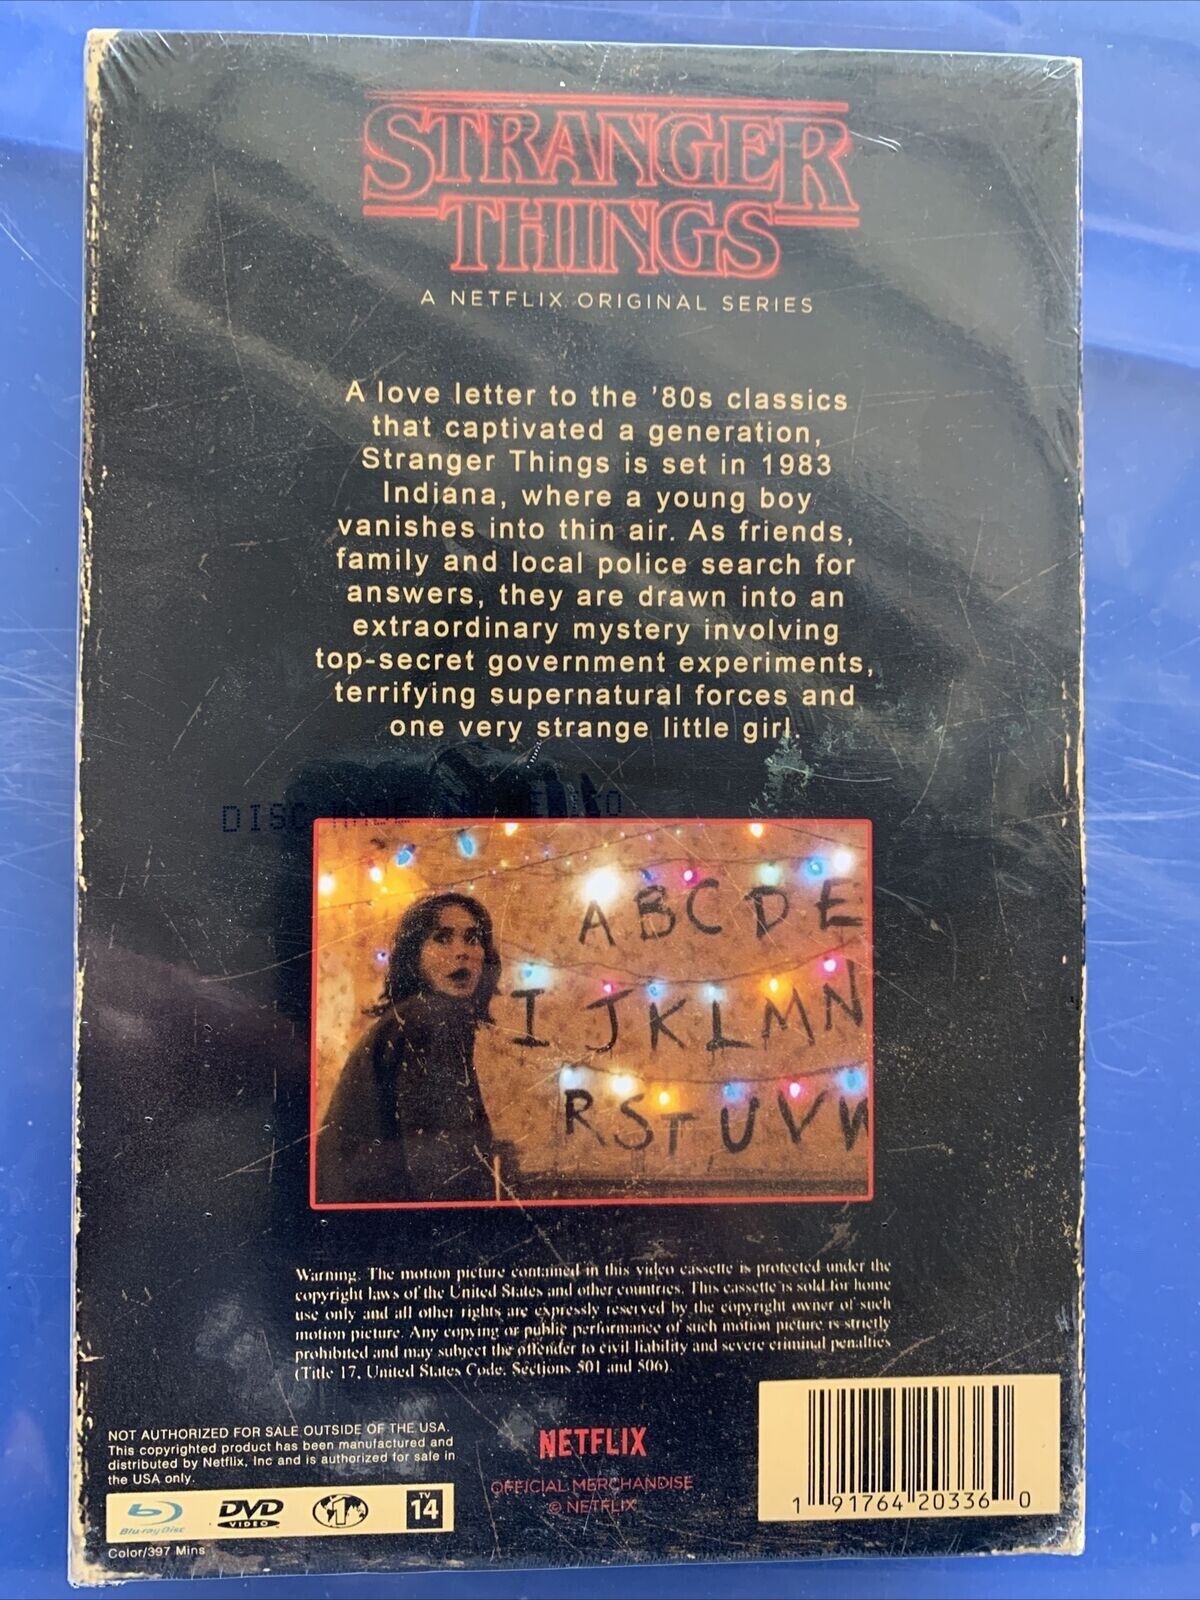 STRANGER
THINGS
A NETFLIX ORIGINAL SERIES
A love letter to the '80s classics
that captivated a generation,
Stranger Things is set in 1983
Indiana, where a young boy
vanishes into thin air. As friends,
family and local police search for
answers, they are drawn into an
extraordinary mystery involving
top-secret government experiments,
terrifying supernatural forces and
one very strange little girl.
DISC MADE
A B C D E
I J K L M N
R S T U V W
Warning: The motion picture contained in this video cassette is protected under the
copyright laws of the United States and other countries. This cassette is sold for home
use only and all other rights are expressly reserved by the copyright owner of such
motion picture. Any copying or public performance of such motion picture is strictly
prohibited and may subject the offender to civil liability and severe criminal penalties
(Title 17, United States Code, Sections 501 and 506).
NOT AUTHORIZED FOR SALE OUTSIDE OF THE USA.
This copyrighted product has been manufactured and
distributed by Netflix, Inc and is authorized for sale in
the USA only.
Blu-ray Disc
DVD
VIDEO
1
TV
14
Color/397 Mins
NETFLIX
OFFICIAL MERCHANDISE
© NETFLIX
1 91764 20336 0